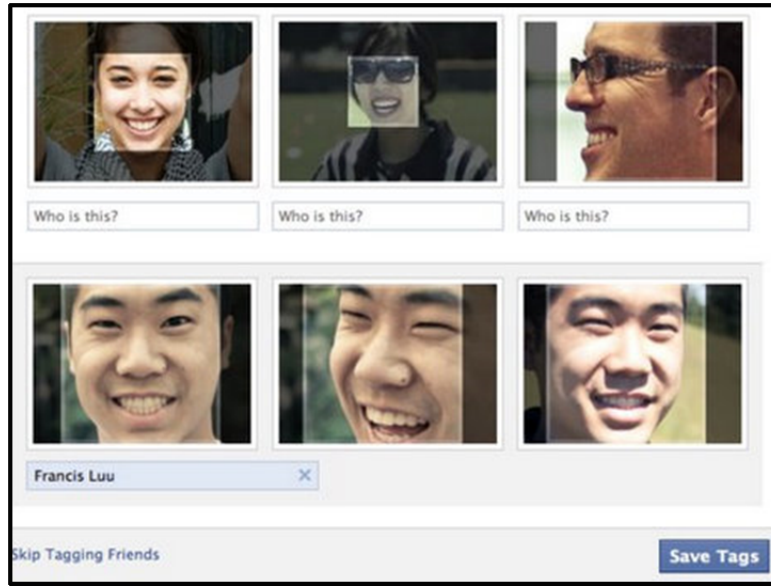 Who is this?
Who is this?
Who is this?
Francis Luu
Skip Tagging Friends
Save Tags